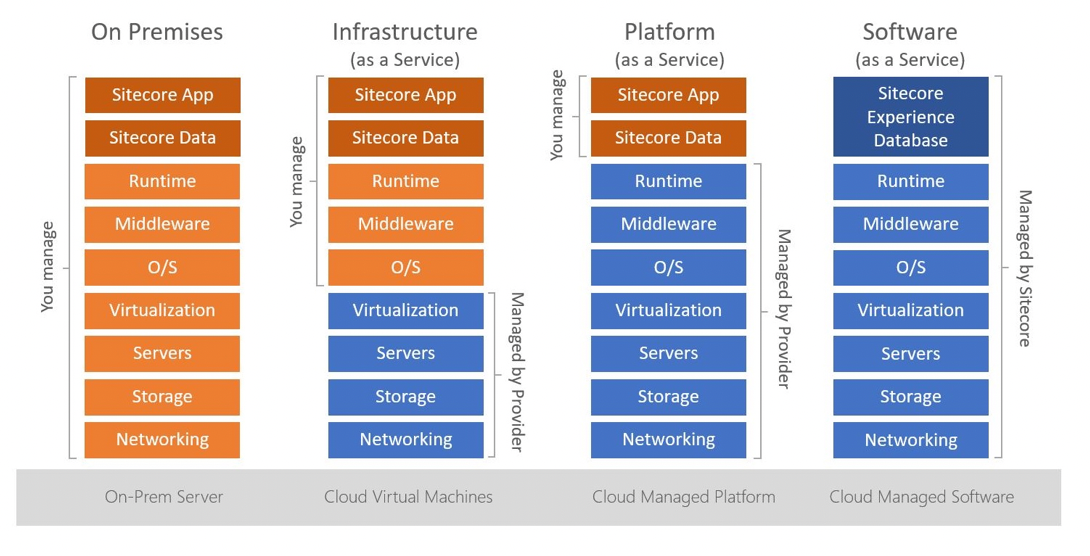 On Premises
You manage
Sitecore App
Sitecore Data
Runtime
Middleware
O/S
Virtualization
Servers
Storage
Networking
On-Prem Server
Infrastructure
(as a Service)
You manage
Sitecore App
Sitecore Data
Runtime
Middleware
O/S
Virtualization
Servers
Storage
Networking
Managed by Provider
Cloud Virtual Machines
Platform
(as a Service)
You manage
Sitecore App
Sitecore Data
Runtime
Middleware
O/S
Virtualization
Servers
Storage
Networking
Managed by Provider
Cloud Managed Platform
Software
(as a Service)
Sitecore
Experience
Database
Runtime
Middleware
O/S
Virtualization
Servers
Storage
Networking
Managed by Sitecore
Cloud Managed Software